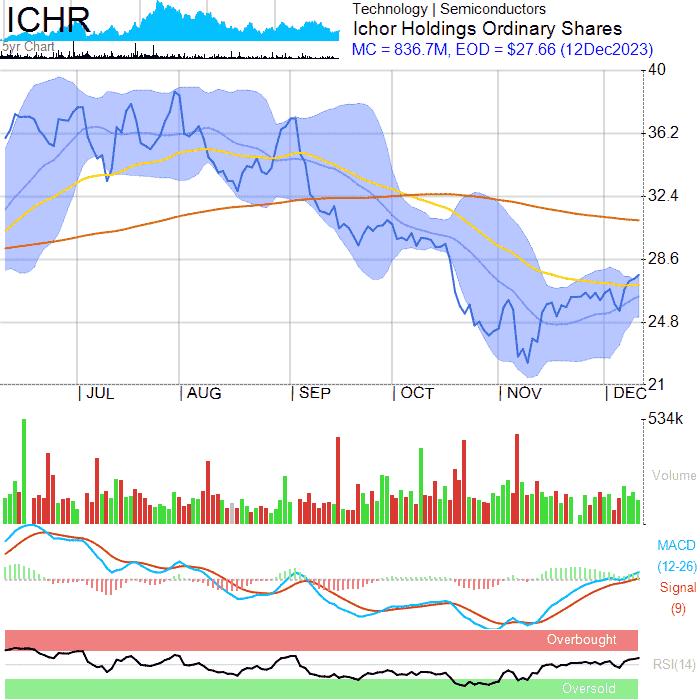 ICHR
5yr Chart
Technology | Semiconductors
Ichor Holdings Ordinary Shares
MC = 836.7M, EOD = $27.66 (12Dec2023)
40
36.2
32.4
28.6
24.8
21
|JUL |AUG |SEP |OCT |NOV |DEC
534k
Volume
MACD
(12-26)
Signal
(9)
Overbought
RSI(14)
Oversold